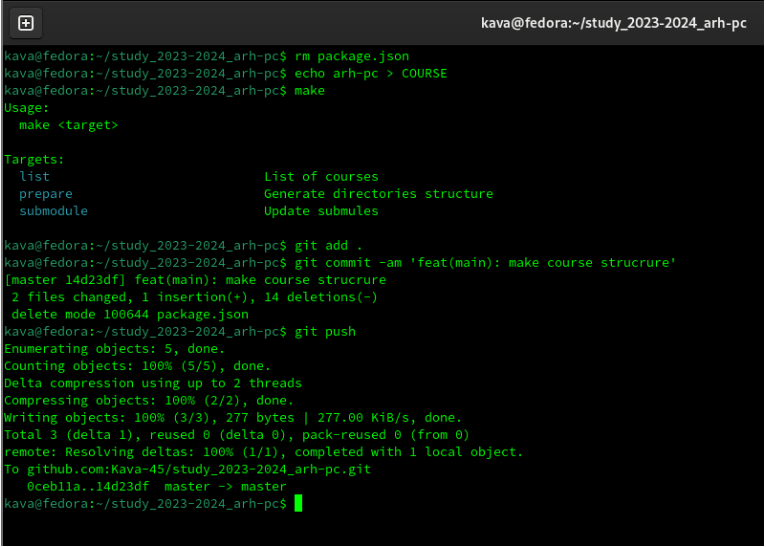 kava@fedora:~/study_2023-2024_arh-pc
kava@fedora:~/study_2023-2024_arh-pc$ rm package.json
kava@fedora:~/study_2023-2024_arh-pc$ echo arh-pc > COURSE
kava@fedora:~/study_2023-2024_arh-pc$ make
Usage:
  make <target>

Targets:
  list                          List of courses
  prepare                       Generate directories structure
  submodule                     Update submules

kava@fedora:~/study_2023-2024_arh-pc$ git add .
kava@fedora:~/study_2023-2024_arh-pc$ git commit -am 'feat(main): make course strucrure'
[master 14d23df] feat(main): make course strucrure
 2 files changed, 1 insertion(+), 14 deletions(-)
 delete mode 100644 package.json
kava@fedora:~/study_2023-2024_arh-pc$ git push
Enumerating objects: 5, done.
Counting objects: 100% (5/5), done.
Delta compression using up to 2 threads
Compressing objects: 100% (2/2), done.
Writing objects: 100% (3/3), 277 bytes | 277.00 KiB/s, done.
Total 3 (delta 1), reused 0 (delta 0), pack-reused 0 (from 0)
remote: Resolving deltas: 100% (1/1), completed with 1 local object.
To github.com:Kava-45/study_2023-2024_arh-pc.git
   0ceb11a..14d23df  master -> master
kava@fedora:~/study_2023-2024_arh-pc$